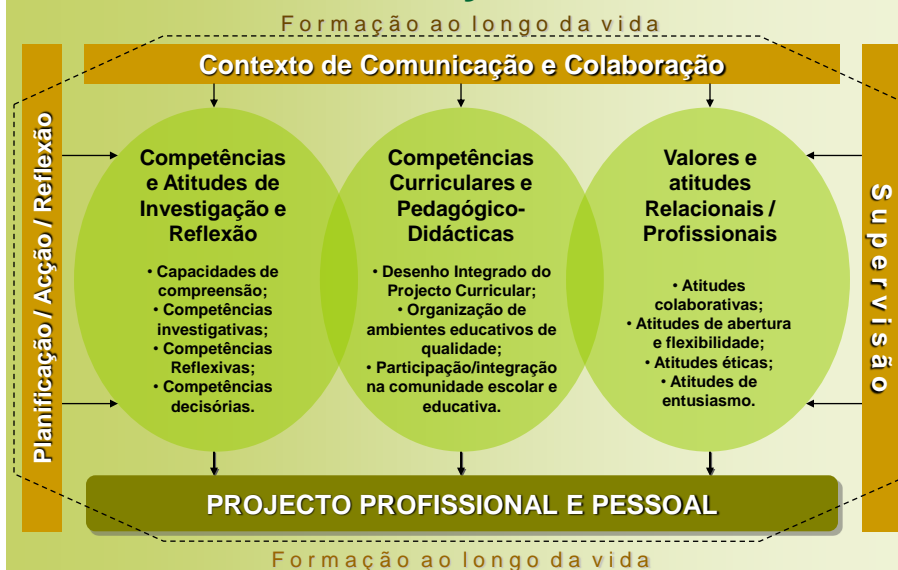 Formação ao longo da vida
Contexto de Comunicação e Colaboração
Planificação / Acção / Reflexão
Competências
e Atitudes de
Investigação e
Reflexão
• Capacidades de
compreensão;
• Competências
investigativas;
• Competências
Reflexivas;
• Competências
decisórias.
Competências
Curriculares e
Pedagógico-
Didácticas
• Desenho Integrado do
Projecto Curricular;
• Organização de
ambientes educativos de
qualidade;
• Participação/integração
na comunidade escolar e
educativa.
Valores e
atitudes
Relacionais /
Profissionais
• Atitudes
colaborativas;
• Atitudes de abertura
e flexibilidade;
• Atitudes éticas;
• Atitudes de
entusiasmo.
Supervisão
PROJECTO PROFISSIONAL E PESSOAL
Formação ao longo da vida